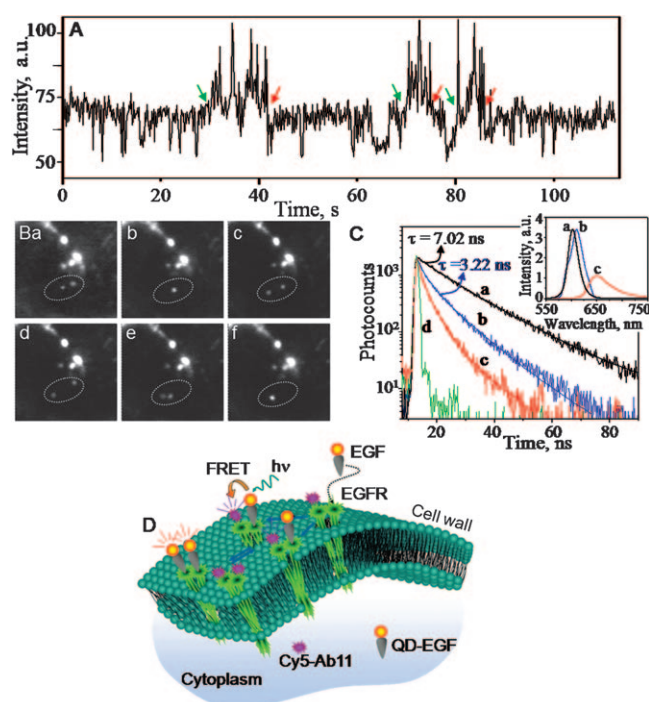 A
Intensity, a.u.
100
75
50
0 20 40 60 80 100
Time, s
Ba b c
d e f
C
Photocounts
10³
10²
10¹
τ = 7.02 ns
τ = 3.22 ns
a
b
c
d
20 40 60 80
Time, ns
Intensity, a.u.
4
3
2
1
0
a b
c
550 650 750
Wavelength, nm
D
FRET hν EGF
EGFR
Cell wall
Cytoplasm
Cy5-Ab11
QD-EGF